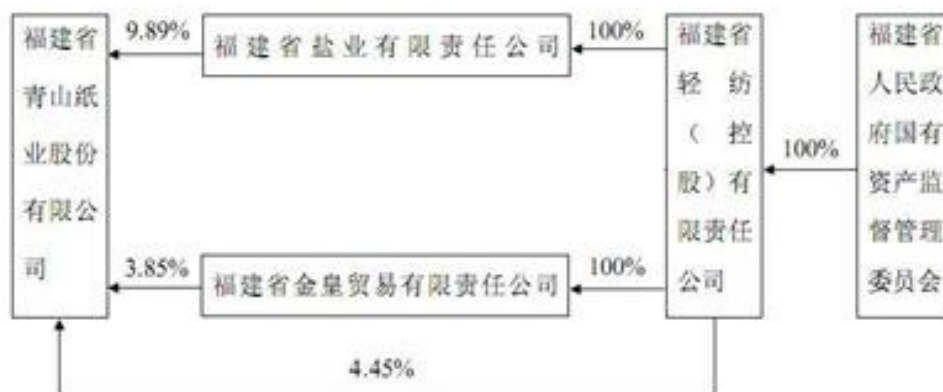 福建省
青山纸
业股份
有限公
司
9.89%
福建省盐业有限责任公司
100%
3.85%
福建省金皇贸易有限责任公司
100%
4.45%
福建省
轻纺
（控
股）有
限责任
公司
100%
福建省
人民政
府国有
资产监
督管理
委员会